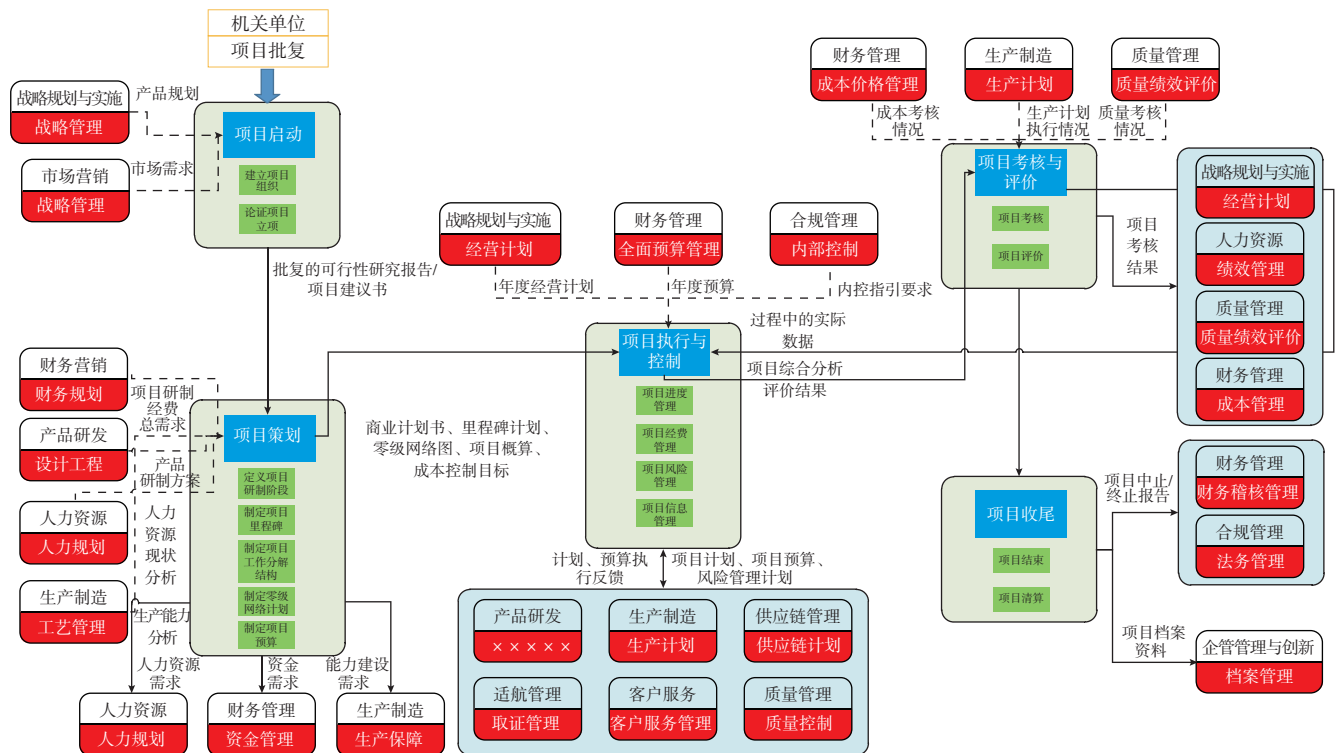 机关单位
项目批复
战略规划与实施
战略管理
产品规划
市场营销
战略管理
市场需求
项目启动
建立项目
组织
论证项目
立项
批复的可行性研究报告/
项目建议书
财务营销
财务规划
项目研制
经费
总需求
产品研发
设计工程
产品
研制方案
人力资源
人力规划
人力
资源
现状
分析
生产制造
工艺管理
生产能力
分析
项目策划
定义项目
研制阶段
制定项目
里程碑
制定项目
工作分解
结构
制定零级
网络计划
制定项目
预算
人力资源
需求
资金
需求
能力建设
需求
人力资源
人力规划
财务管理
资金管理
生产制造
生产保障
商业计划书、里程碑计划、
零级网络图、项目概算、
成本控制目标
战略规划与实施
经营计划
财务管理
全面预算管理
合规管理
内部控制
年度经营计划
年度预算
内控指引要求
项目执行与
控制
项目进度
管理
项目经费
管理
项目风险
管理
项目信息
管理
过程中的实际
数据
项目综合分析
评价结果
计划、预算执
行反馈
项目计划、项目预算、
风险管理计划
产品研发
×××××
生产制造
生产计划
供应链管理
供应链计划
适航管理
取证管理
客户服务
客户服务管理
质量管理
质量控制
财务管理
成本价格管理
生产制造
生产计划
质量管理
质量绩效评价
成本考核
情况
生产计划
执行情况
质量考核
情况
项目考核与
评价
项目考核
项目评价
项目
考核
结果
战略规划与实施
经营计划
人力资源
绩效管理
质量管理
质量绩效评价
财务管理
成本管理
项目收尾
项目结束
项目清算
项目中止/
终止报告
财务管理
财务稽核管理
合规管理
法务管理
项目档案
资料
企管管理与创新
档案管理